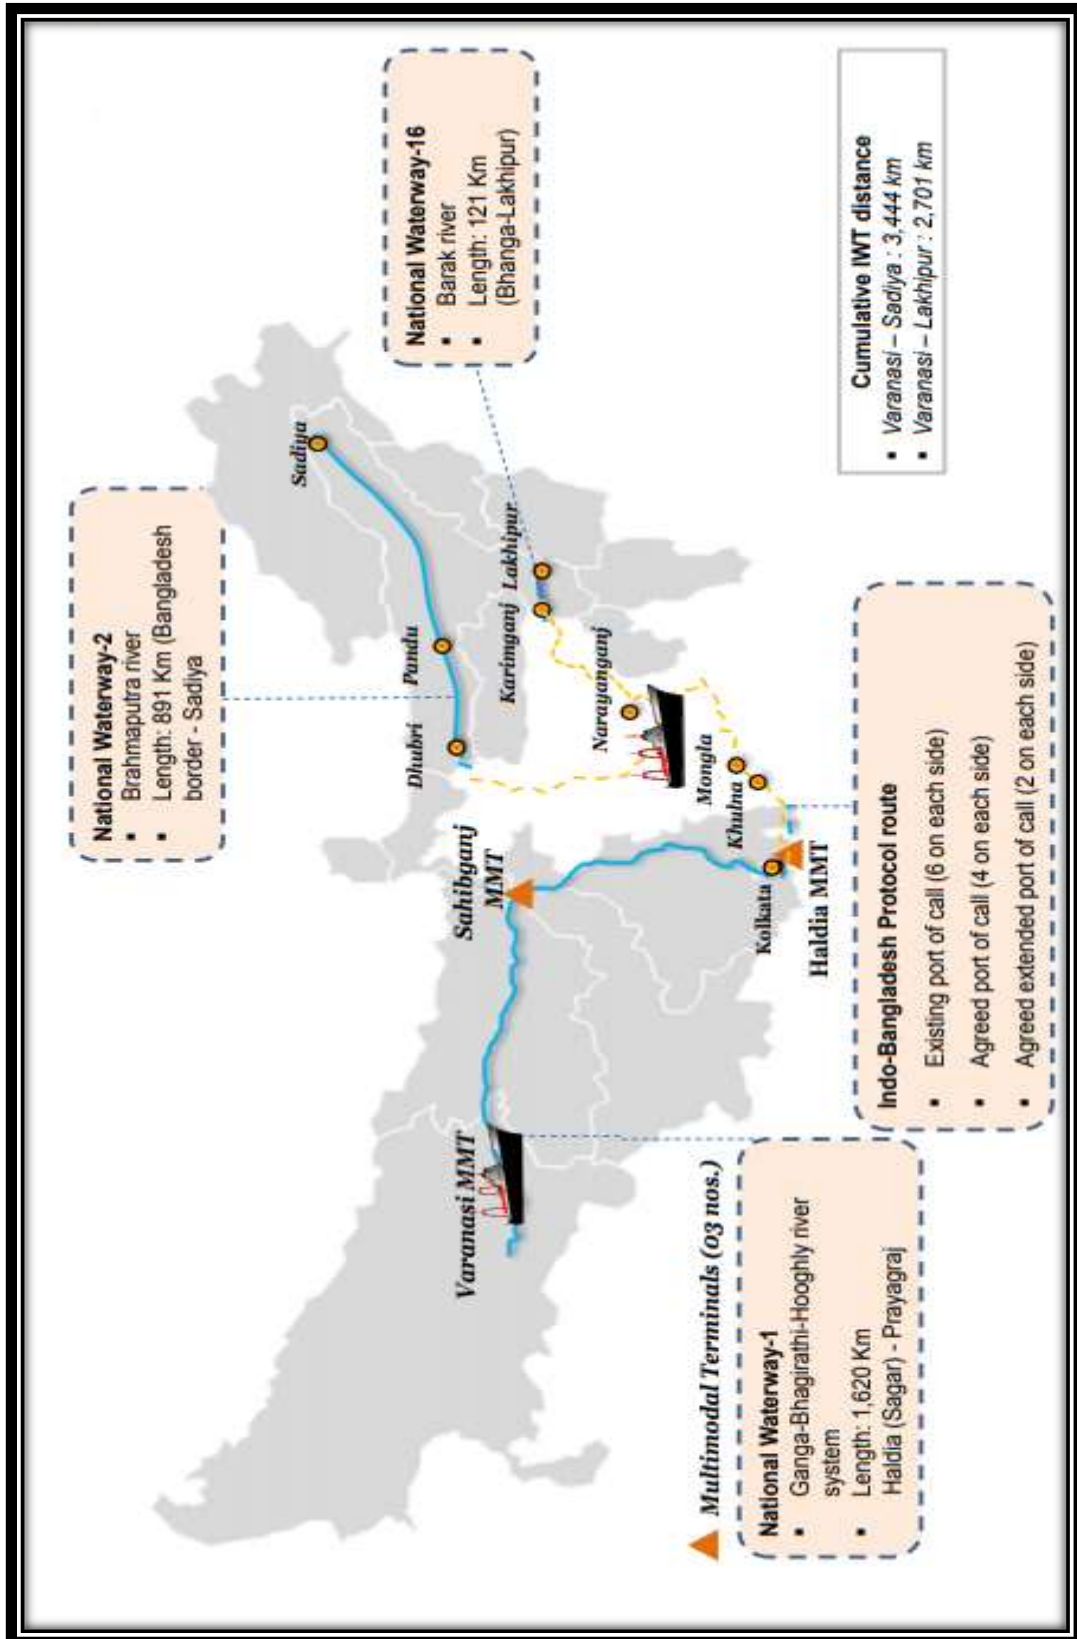 National Waterway-2
▪ Brahmaputra river
▪ Length: 891 Km (Bangladesh
border - Sadiya
National Waterway-16
▪ Barak river
▪ Length: 121 Km
(Bhanga-Lakhipur)
Sadiya
Pandu
Dhubri
Karimganj
Lakhipur
Narayanganj
Mongla
Khulna
Sahibganj
MMT
Kolkata
Haldia MMT
Varanasi MMT
Cumulative IWT distance
▪ Varanasi – Sadiya : 3,444 km
▪ Varanasi – Lakhipur : 2,701 km
Multimodal Terminals (03 nos.)
National Waterway-1
▪ Ganga-Bhagirathi-Hooghly river
system
▪ Length: 1,620 Km
Haldia (Sagar) - Prayagraj
Indo-Bangladesh Protocol route
▪ Existing port of call (6 on each side)
▪ Agreed port of call (4 on each side)
▪ Agreed extended port of call (2 on each side)